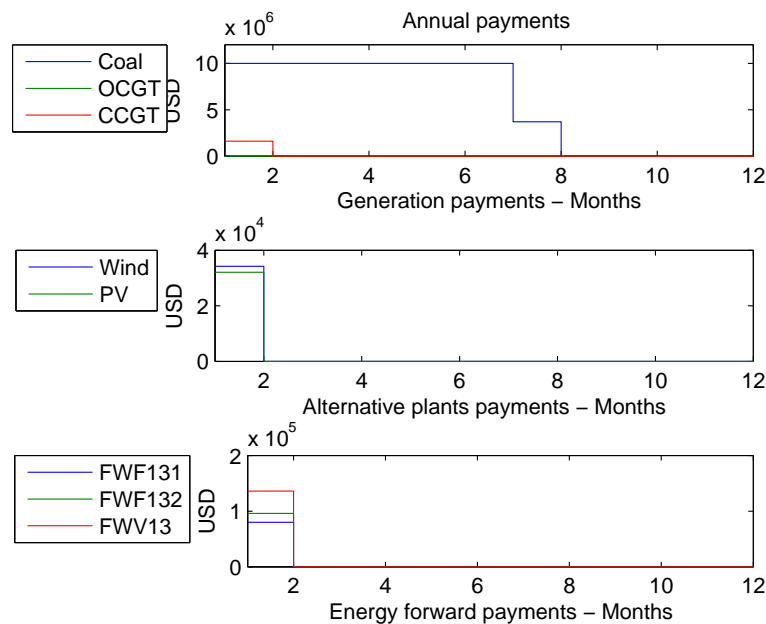 Annual payments
x 10^6
Coal
OCGT
CCGT
USD
10
5
0
2 4 6 8 10 12
Generation payments – Months
x 10^4
Wind
PV
USD
4
2
0
2 4 6 8 10 12
Alternative plants payments – Months
x 10^5
FWF131
FWF132
FWV13
USD
2
1
0
2 4 6 8 10 12
Energy forward payments – Months